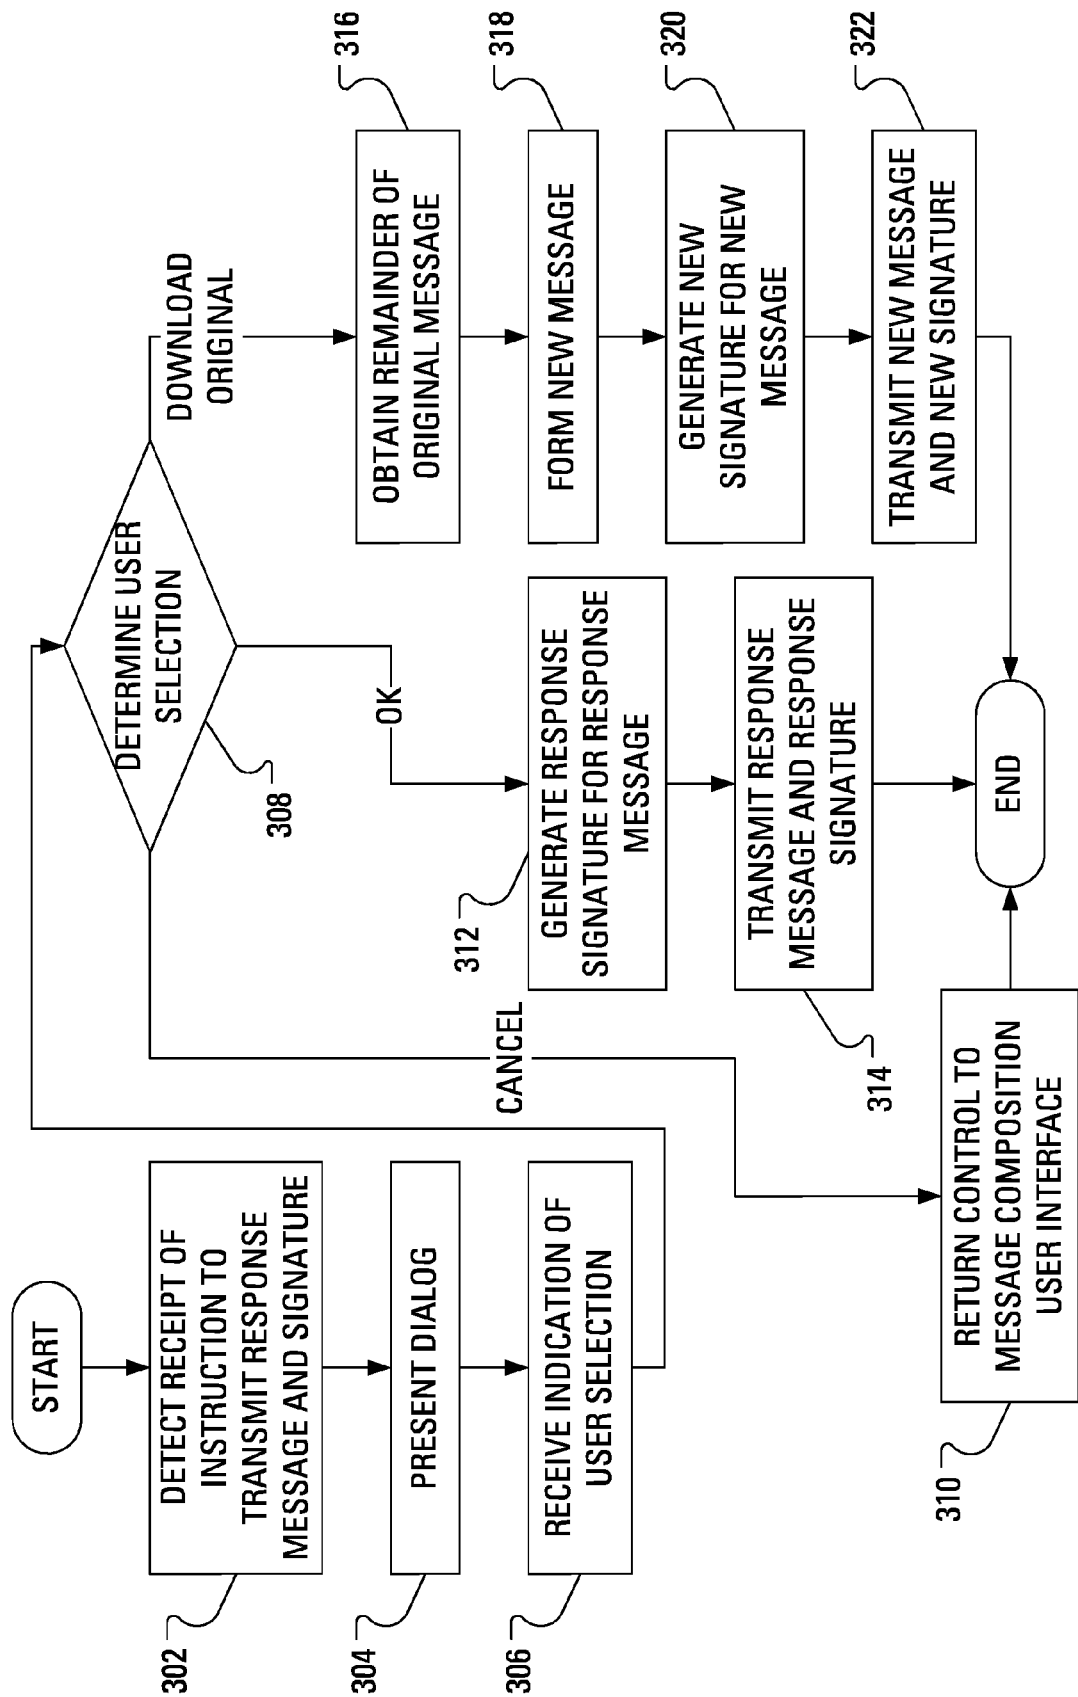 START
DETECT RECEIPT OF
INSTRUCTION TO
TRANSMIT RESPONSE
MESSAGE AND SIGNATURE
302
PRESENT DIALOG
304
RECEIVE INDICATION OF
USER SELECTION
306
DETERMINE USER
SELECTION
308
CANCEL
OK
DOWNLOAD
ORIGINAL
RETURN CONTROL TO
MESSAGE COMPOSITION
USER INTERFACE
310
GENERATE RESPONSE
SIGNATURE FOR RESPONSE
MESSAGE
312
TRANSMIT RESPONSE
MESSAGE AND RESPONSE
SIGNATURE
314
OBTAIN REMAINDER OF
ORIGINAL MESSAGE
316
FORM NEW MESSAGE
318
GENERATE NEW
SIGNATURE FOR NEW
MESSAGE
320
TRANSMIT NEW MESSAGE
AND NEW SIGNATURE
322
END